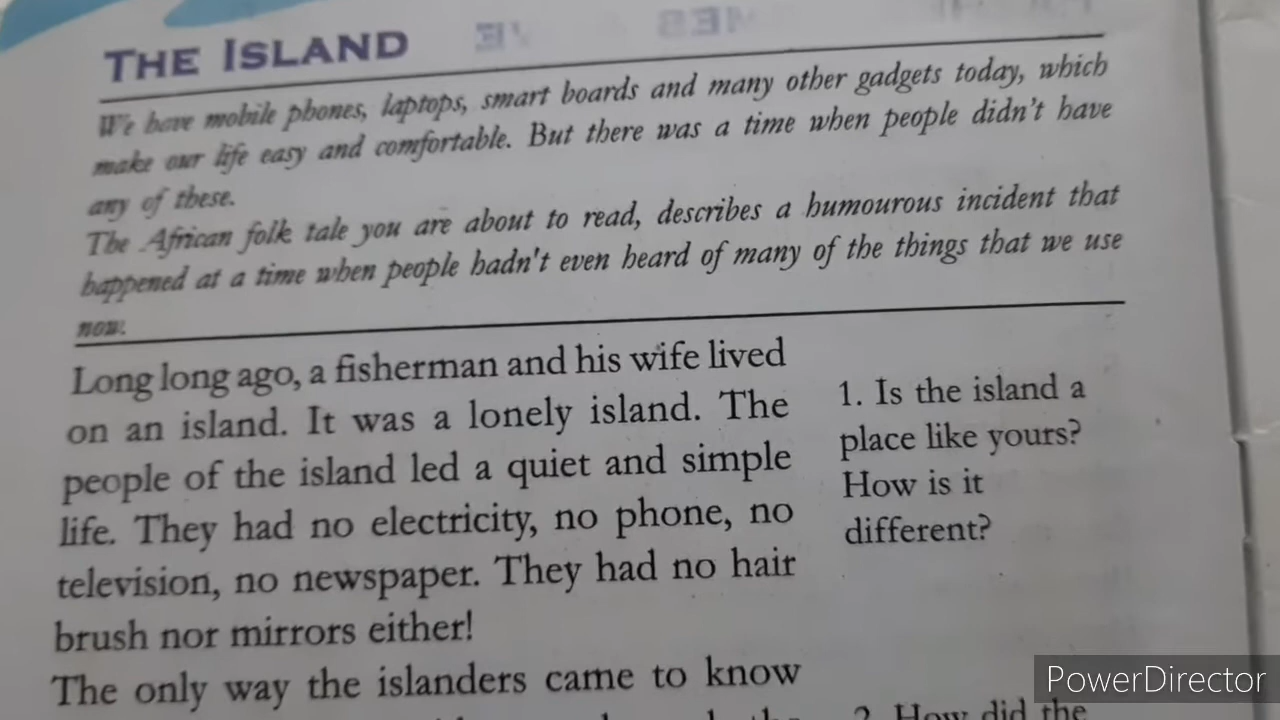 THE ISLAND
We have mobile phones, laptops, smart boards and many other gadgets today, which
make our life easy and comfortable. But there was a time when people didn't have
any of these.
The African folk tale you are about to read, describes a humourous incident that
happened at a time when people hadn't even heard of many of the things that we use
now.
Long long ago, a fisherman and his wife lived
on an island. It was a lonely island. The
people of the island led a quiet and simple
life. They had no electricity, no phone, no
television, no newspaper. They had no hair
brush nor mirrors either!
The only way the islanders came to know
1. Is the island a
place like yours?
How is it
different?
2. How did the
PowerDirector